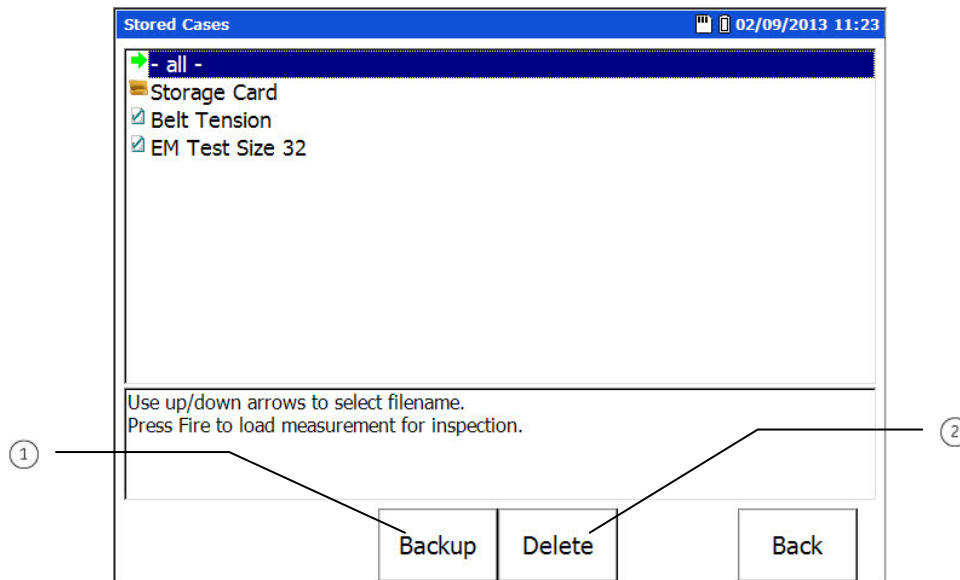 Stored Cases 02/09/2013 11:23
- all -
Storage Card
Belt Tension
EM Test Size 32
Use up/down arrows to select filename.
Press Fire to load measurement for inspection.
1
2
Backup Delete Back